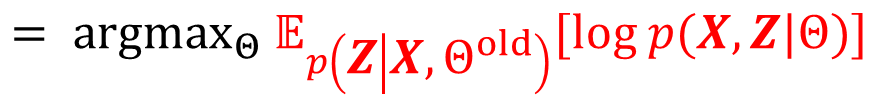 = argmax_Θ 𝔼_{p(Z|X, Θ^old)}[log p(X, Z|Θ)]